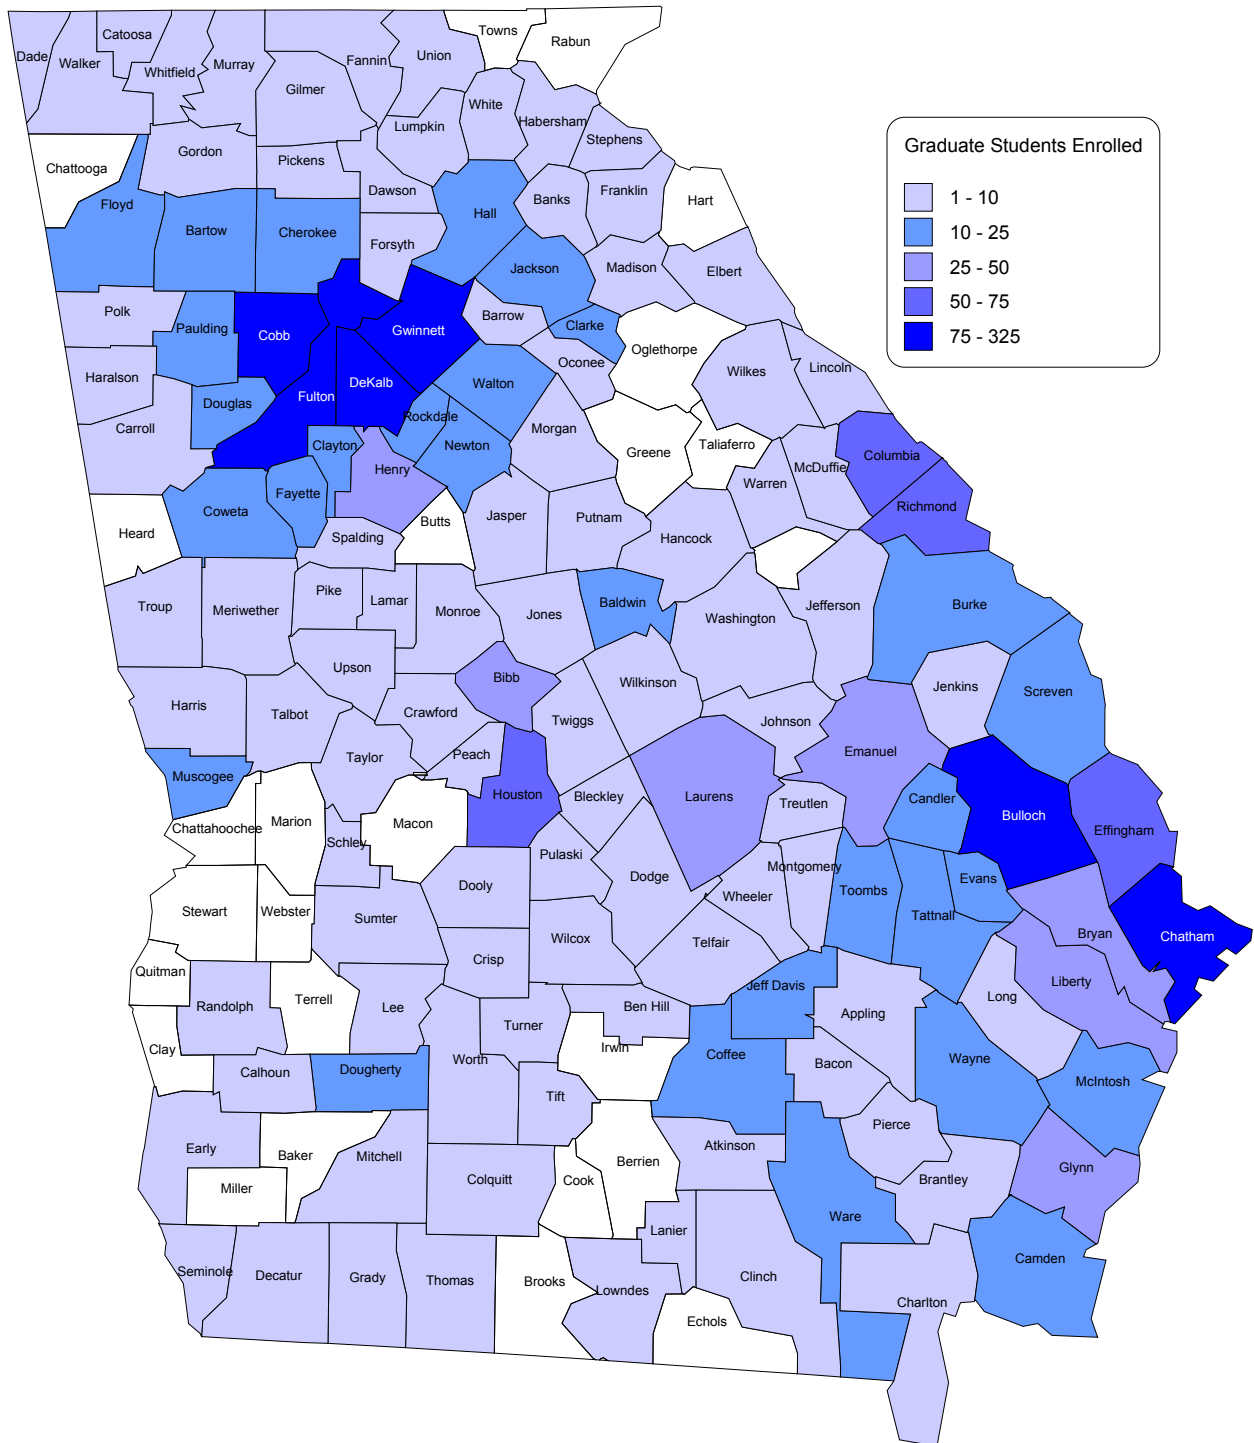 Towns
Rabun
Catoosa
Dade
Walker
Whitfield
Murray
Fannin
Union
Gilmer
White
Habersham
Lumpkin
Stephens
Chattooga
Gordon
Pickens
Dawson
Banks
Franklin
Hart
Floyd
Bartow
Cherokee
Hall
Forsyth
Jackson
Madison
Elbert
Graduate Students Enrolled
1 - 10
10 - 25
25 - 50
50 - 75
75 - 325
Polk
Paulding
Cobb
Gwinnett
Barrow
Clarke
Oglethorpe
Oconee
Haralson
Douglas
Fulton
DeKalb
Walton
Wilkes
Lincoln
Carroll
Rockdale
Clayton
Newton
Morgan
Greene
Taliaferro
Columbia
Henry
McDuffie
Warren
Heard
Coweta
Fayette
Richmond
Butts
Jasper
Putnam
Spalding
Hancock
Troup
Meriwether
Pike
Lamar
Monroe
Jones
Baldwin
Washington
Jefferson
Burke
Upson
Bibb
Wilkinson
Jenkins
Screven
Harris
Talbot
Crawford
Twiggs
Johnson
Taylor
Peach
Emanuel
Muscogee
Houston
Bleckley
Laurens
Treutlen
Candler
Bulloch
Effingham
Chattahoochee
Marion
Macon
Schley
Pulaski
Dodge
Montgomery
Dooly
Wheeler
Toombs
Evans
Tattnall
Stewart
Webster
Sumter
Wilcox
Telfair
Bryan
Chatham
Quitman
Randolph
Terrell
Lee
Crisp
Jeff Davis
Liberty
Long
Ben Hill
Turner
Appling
Clay
Irwin
Worth
Coffee
Bacon
Wayne
Calhoun
Dougherty
McIntosh
Tift
Early
Baker
Mitchell
Atkinson
Pierce
Miller
Colquitt
Cook
Berrien
Brantley
Glynn
Lanier
Ware
Seminole
Decatur
Grady
Thomas
Brooks
Lowndes
Clinch
Camden
Echols
Charlton